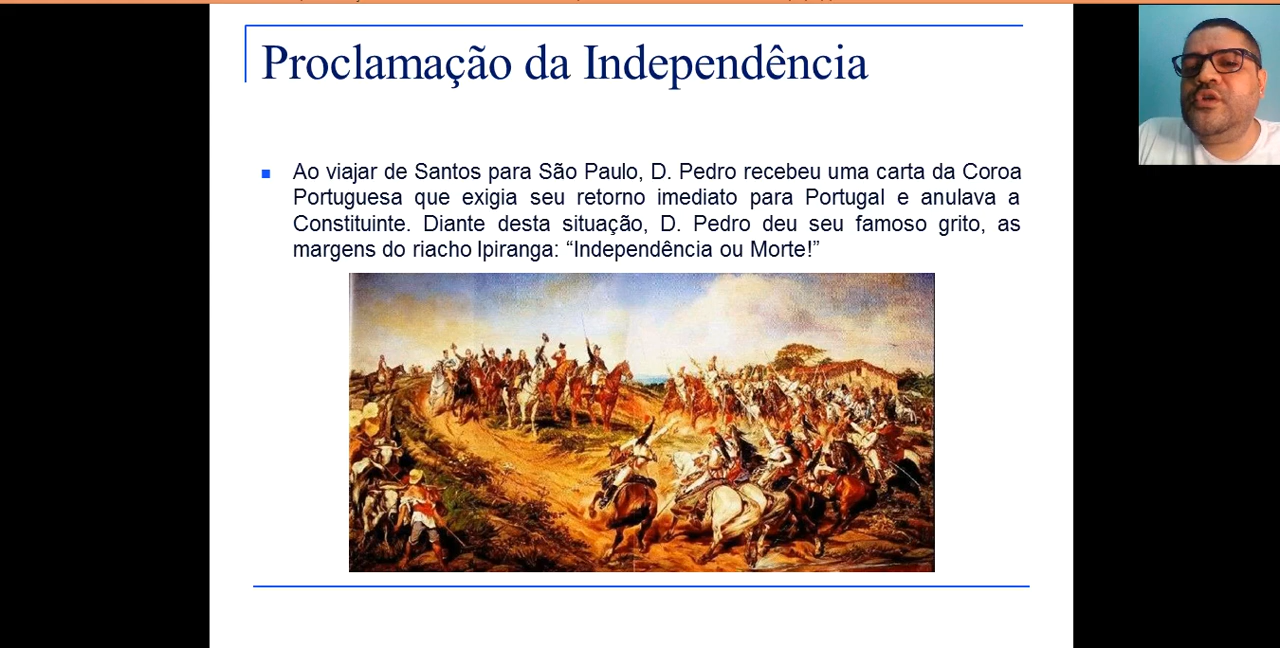 Proclamação da Independência
Ao viajar de Santos para São Paulo, D. Pedro recebeu uma carta da Coroa
Portuguesa que exigia seu retorno imediato para Portugal e anulava a
Constituinte. Diante desta situação, D. Pedro deu seu famoso grito, as
margens do riacho Ipiranga: “Independência ou Morte!”